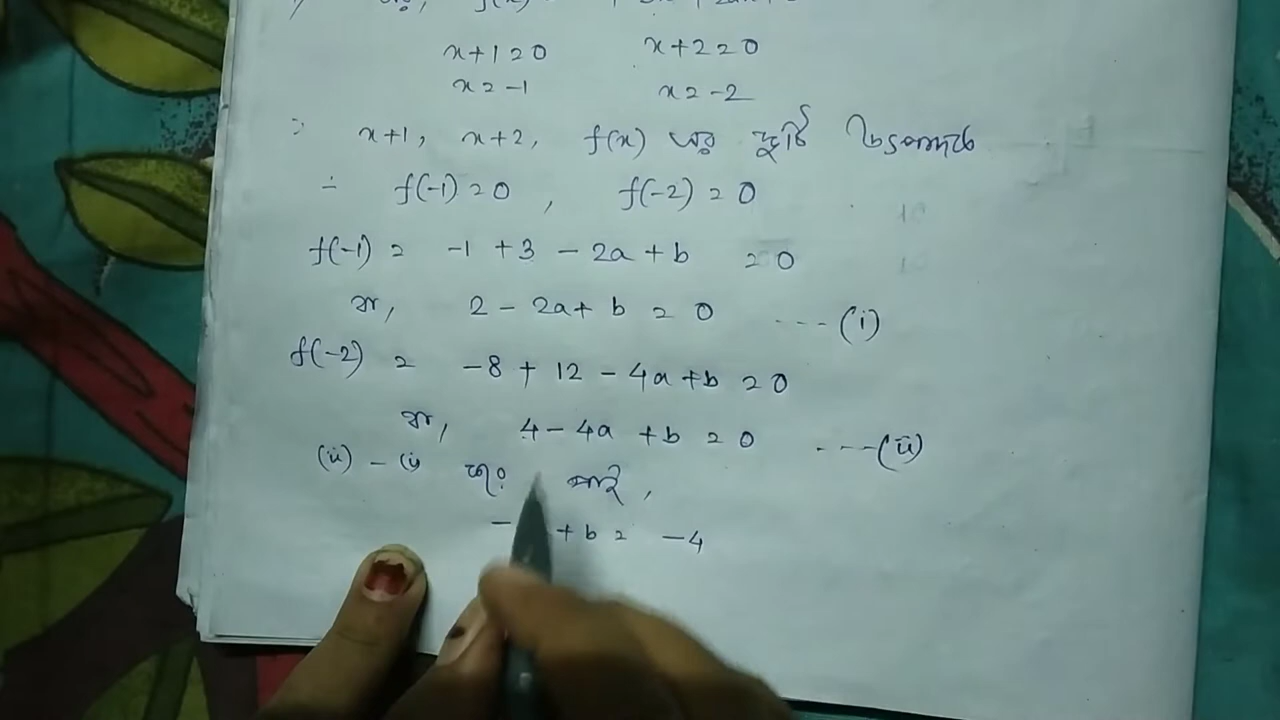 x+1=0 x+2=0
x=-1 x=-2
∴ x+1, x+2, f(x) এর দুটি উৎপাদক
∴ f(-1)=0, f(-2)=0
f(-1) = -1 + 3 - 2a + b = 0
বা, 2 - 2a + b = 0 ---(i)
f(-2) = -8 + 12 - 4a + b = 0
বা, 4 - 4a + b = 0 ---(ii)
(ii) - (i) পাই,
- + b = -4